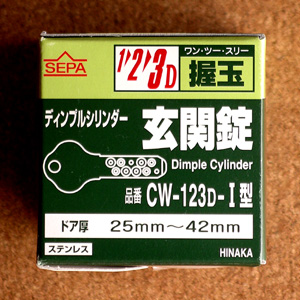 SEPA
1/2/3D
ワン・ツー・スリー
握玉
ディンプルシリンダー
玄関錠
Dimple Cylinder
品番 CW-123D-I型
ドア厚 25mm〜42mm
ステンレス
HINAKA